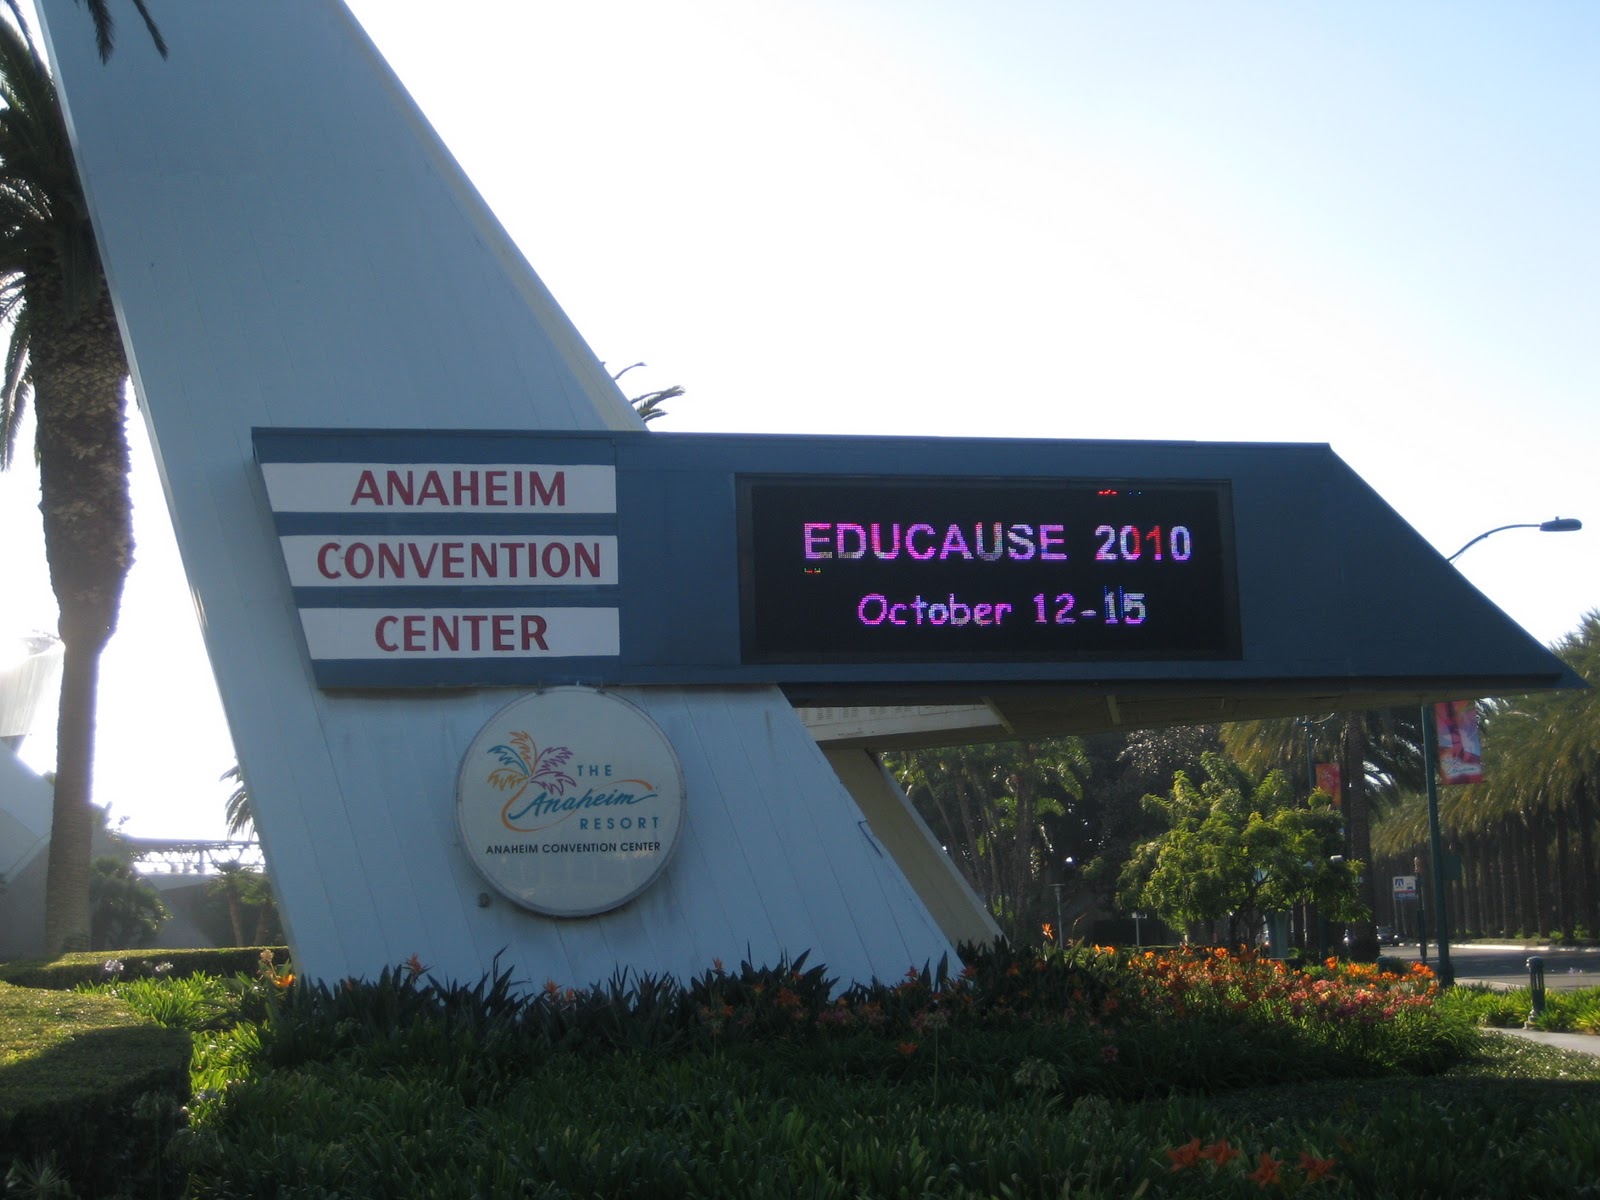 ANAHEIM
CONVENTION
CENTER
EDUCAUSE 2010
October 12-15
THE
Anaheim
RESORT
ANAHEIM CONVENTION CENTER